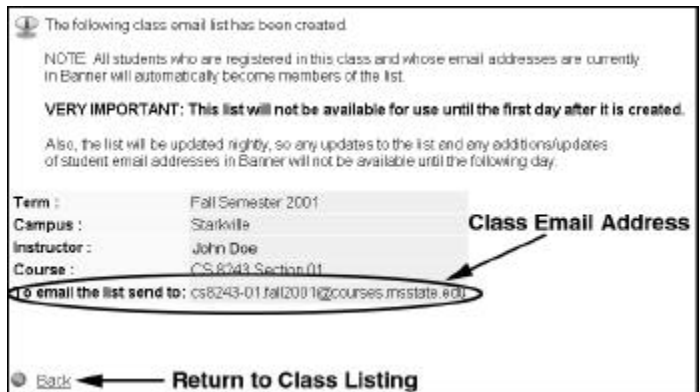 The following class email list has been created.
NOTE: All students who are registered in this class and whose email addresses are currently
in Banner will automatically become members of the list.
VERY IMPORTANT: This list will not be available for use until the first day after it is created.
Also, the list will be updated nightly, so any updates to the list and any additions/updates
of student email addresses in Banner will not be available until the following day.
Term : Fall Semester 2001
Campus : Starkville
Class Email Address
Instructor : John Doe
Course : CS 8243 Section 01
To email the list send to: cs8243-01.fall2001@courses.msstate.edu
Back
Return to Class Listing